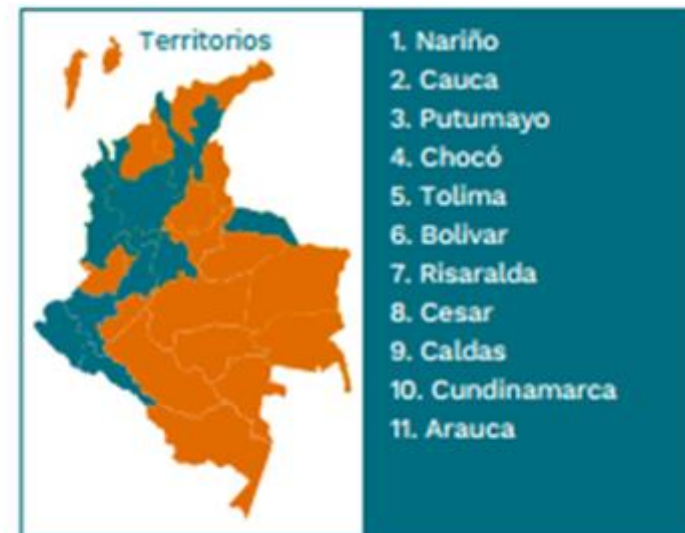 Territorios
1. Nariño
2. Cauca
3. Putumayo
4. Chocó
5. Tolima
6. Bolivar
7. Risaralda
8. Cesar
9. Caldas
10. Cundinamarca
11. Arauca